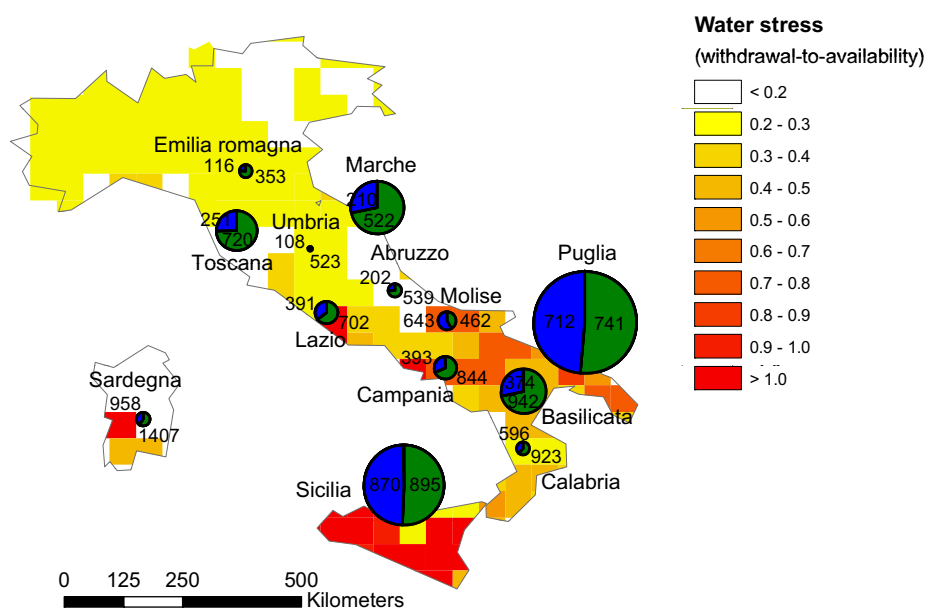 Water stress
(withdrawal-to-availability)
< 0.2
0.2 - 0.3
0.3 - 0.4
0.4 - 0.5
0.5 - 0.6
0.6 - 0.7
0.7 - 0.8
0.8 - 0.9
0.9 - 1.0
> 1.0
Emilia romagna
116 353
Marche
210
522
251
720
Toscana
Umbria
108
523
Abruzzo
202
539
Puglia
712 741
Molise
643 462
391
702
Lazio
393
844
Campania
374
942
Basilicata
Sardegna
958
1407
596
923
Calabria
Sicilia
870 895
0 125 250 500
Kilometers